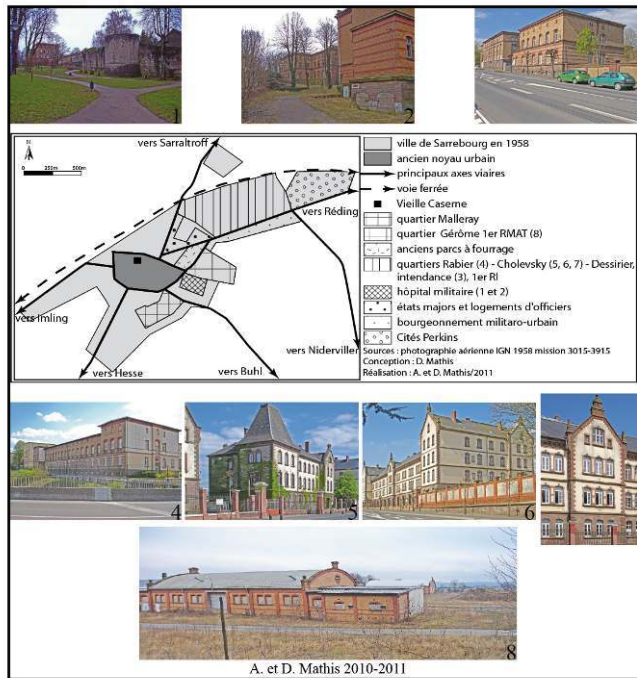 2
vers Sarraltroff
N
0 250m 500m
vers Réding
vers Imling
vers Hesse
vers Buhl
vers Niderviller
ville de Sarrebourg en 1958
ancien noyau urbain
principaux axes viaires
voie ferrée
Vieille Caserne
quartier Malleray
quartier Gérôme 1er RMAT (8)
anciens parcs à fourrage
quartiers Rabier (4) - Cholevsky (5, 6, 7) - Dessirier,
intendance (3), 1er RI
hôpital militaire (1 et 2)
états majors et logements d'officiers
bourgeonnement militaro-urbain
Cités Perkins
Sources : photographie aérienne IGN 1958 mission 3015-3915
Conception : D. Mathis
Réalisation : A. et D. Mathis/2011
4
5
6
8
A. et D. Mathis 2010-2011